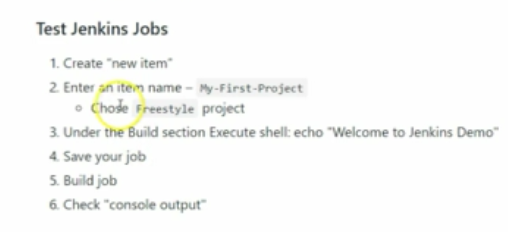 Test Jenkins Jobs
1. Create "new item"
2. Enter an item name – My-First-Project
○ Chose Freestyle project
3. Under the Build section Execute shell: echo "Welcome to Jenkins Demo"
4. Save your job
5. Build job
6. Check "console output"